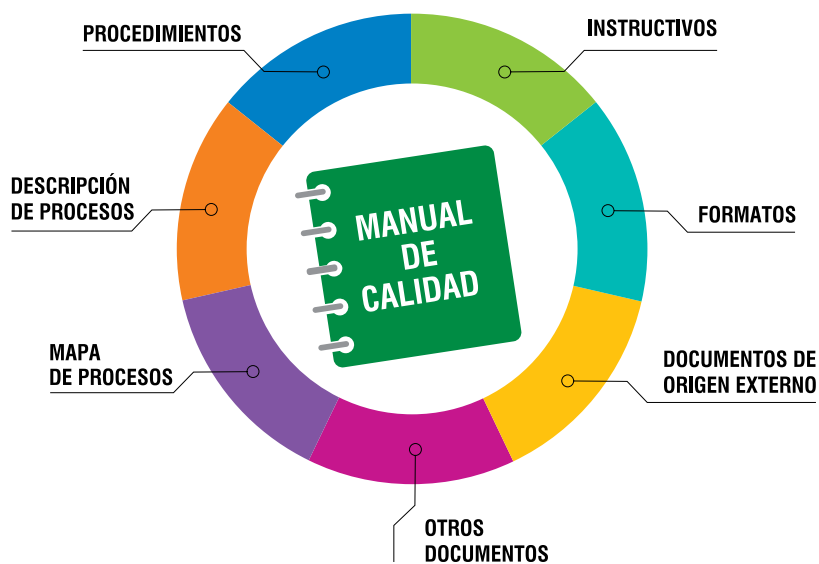 PROCEDIMIENTOS
INSTRUCTIVOS
DESCRIPCIÓN
DE PROCESOS
FORMATOS
MANUAL
DE
CALIDAD
MAPA
DE PROCESOS
DOCUMENTOS DE
ORIGEN EXTERNO
OTROS
DOCUMENTOS